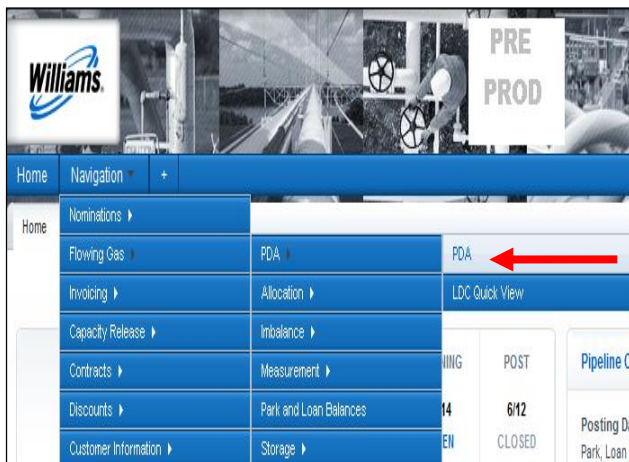 Williams.
PRE
PROD
Home Navigation +
Home
Nominations
Flowing Gas PDA PDA
Invoicing Allocation LDC Quick View
Capacity Release Imbalance
Contracts Measurement POST Pipeline
Discounts Park and Loan Balances 14 6/12
Customer Information Storage EN CLOSED
Posting
Park, Loan